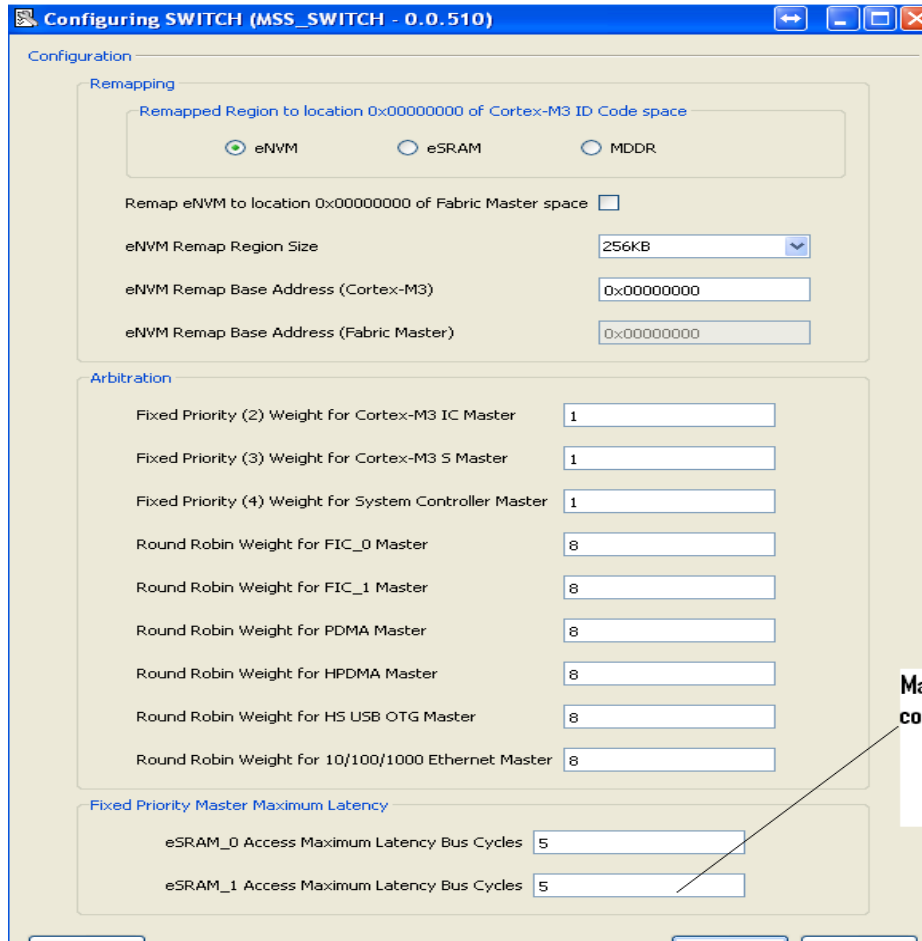 Configuring SWITCH (MSS_SWITCH - 0.0.510)
Configuration
Remapping
Remapped Region to location 0x00000000 of Cortex-M3 ID Code space
eNVM eSRAM MDDR
Remap eNVM to location 0x00000000 of Fabric Master space
eNVM Remap Region Size 256KB
eNVM Remap Base Address (Cortex-M3) 0x00000000
eNVM Remap Base Address (Fabric Master) 0x00000000
Arbitration
Fixed Priority (2) Weight for Cortex-M3 IC Master 1
Fixed Priority (3) Weight for Cortex-M3 S Master 1
Fixed Priority (4) Weight for System Controller Master 1
Round Robin Weight for FIC_0 Master 8
Round Robin Weight for FIC_1 Master 8
Round Robin Weight for PDMA Master 8
Round Robin Weight for HPDMA Master 8
Round Robin Weight for HS USB OTG Master 8
Round Robin Weight for 10/100/1000 Ethernet Master 8
Ma
co
Fixed Priority Master Maximum Latency
eSRAM_0 Access Maximum Latency Bus Cycles 5
eSRAM_1 Access Maximum Latency Bus Cycles 5